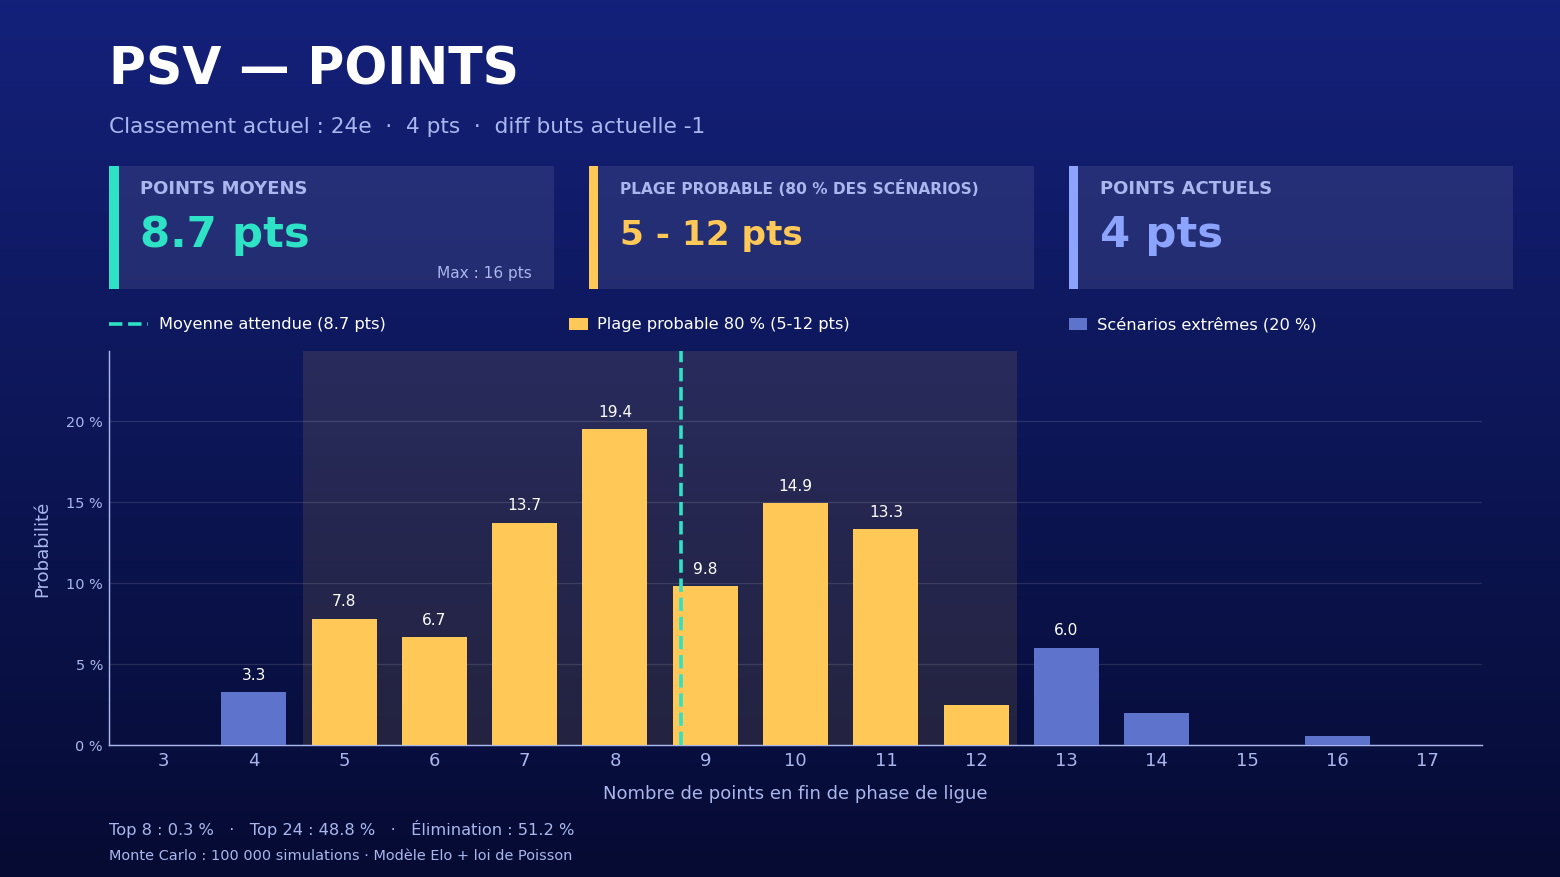 PSV — POINTS
Classement actuel : 24e · 4 pts · diff buts actuelle -1
POINTS MOYENS
8.7 pts
Max : 16 pts
PLAGE PROBABLE (80 % DES SCÉNARIOS)
5 - 12 pts
POINTS ACTUELS
4 pts
Moyenne attendue (8.7 pts)
Plage probable 80 % (5-12 pts)
Scénarios extrêmes (20 %)
Probabilité
20 %
15 %
10 %
5 %
0 %
3.3
7.8
6.7
13.7
19.4
9.8
14.9
13.3
6.0
3 4 5 6 7 8 9 10 11 12 13 14 15 16 17
Nombre de points en fin de phase de ligue
Top 8 : 0.3 % · Top 24 : 48.8 % · Élimination : 51.2 %
Monte Carlo : 100 000 simulations · Modèle Elo + loi de Poisson